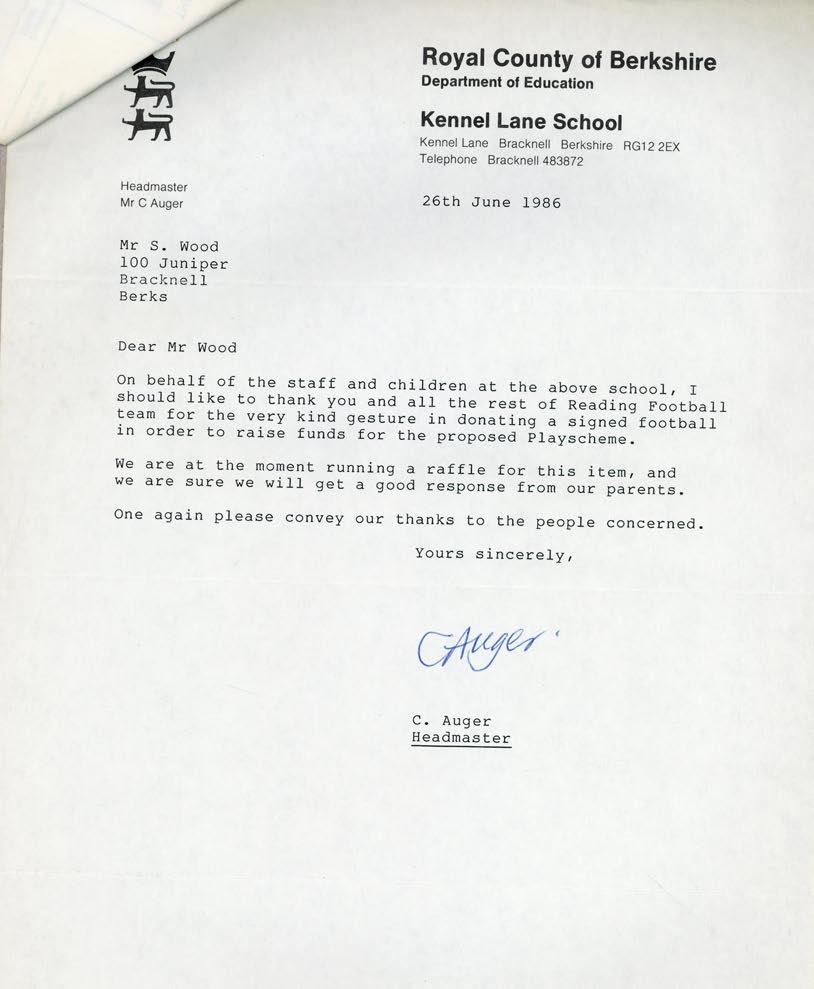 Royal County of Berkshire
Department of Education
Kennel Lane School
Kennel Lane Bracknell Berkshire RG12 2EX
Telephone Bracknell 483872
Headmaster
Mr C Auger
26th June 1986
Mr S. Wood
100 Juniper
Bracknell
Berks
Dear Mr Wood
On behalf of the staff and children at the above school, I
should like to thank you and all the rest of Reading Football
team for the very kind gesture in donating a signed football
in order to raise funds for the proposed Playscheme.
We are at the moment running a raffle for this item, and
we are sure we will get a good response from our parents.
One again please convey our thanks to the people concerned.
Yours sincerely,
C Auger
C. Auger
Headmaster